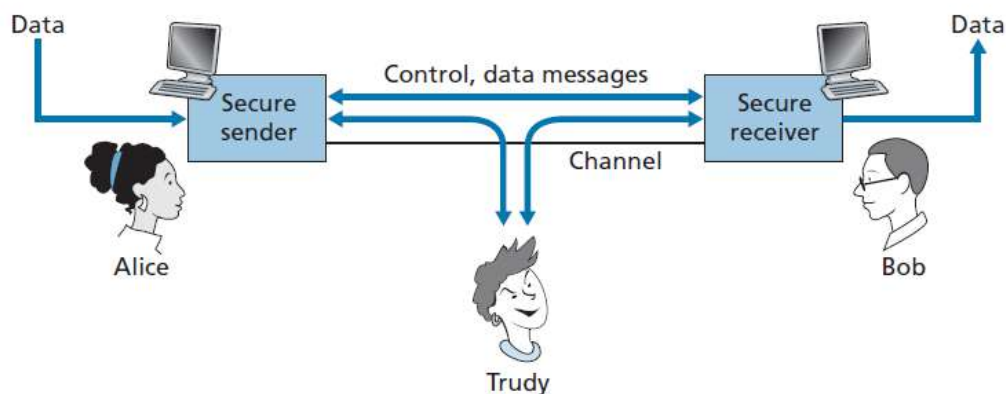 Data
Data
Control, data messages
Secure
sender
Secure
receiver
Channel
Alice
Bob
Trudy